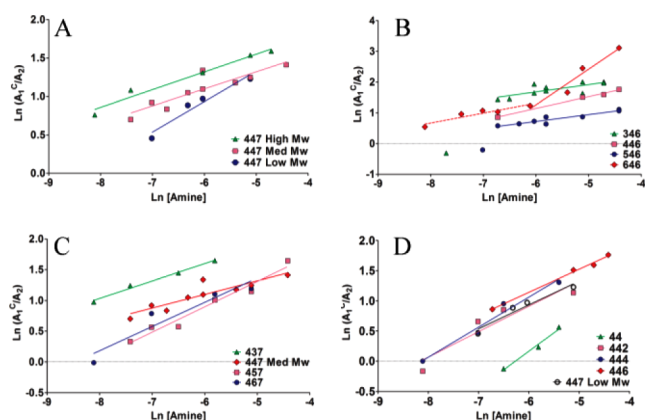 A
Ln (A₁ᶜ/A₂)
2.0
1.5
1.0
0.5
0.0
447 High Mw
447 Med Mw
447 Low Mw
-9 -8 -7 -6 -5 -4
Ln [Amine]
B
Ln (A₁ᶜ/A₂)
4
3
2
1
0
-1
346
446
546
646
-9 -8 -7 -6 -5 -4
Ln [Amine]
C
Ln (A₁ᶜ/A₂)
2.0
1.5
1.0
0.5
0.0
-0.5
437
447 Med Mw
457
467
-9 -8 -7 -6 -5 -4
Ln [Amine]
D
Ln (A₁ᶜ/A₂)
2.0
1.5
1.0
0.5
0.0
-0.5
44
442
444
446
447 Low Mw
-9 -8 -7 -6 -5 -4
Ln [Amine]